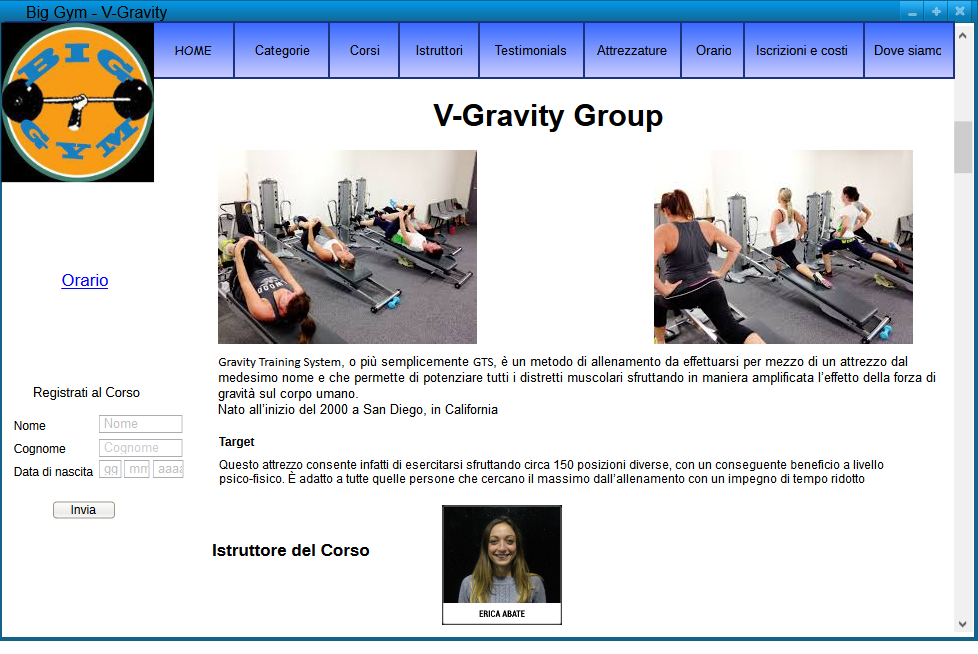 Big Gym - V-Gravity
BIG
GYM
HOME
Categorie
Corsi
Istruttori
Testimonials
Attrezzature
Orario
Iscrizioni e costi
Dove siamo
V-Gravity Group
Orario
Gravity Training System, o più semplicemente GTS, è un metodo di allenamento da effettuarsi per mezzo di un attrezzo dal
medesimo nome e che permette di potenziare tutti i distretti muscolari sfruttando in maniera amplificata l'effetto della forza di
gravità sul corpo umano.
Nato all'inizio del 2000 a San Diego, in California
Registrati al Corso
Nome Nome
Cognome Cognome
Data di nascita gg mm aaaa
Invia
Target
Questo attrezzo consente infatti di esercitarsi sfruttando circa 150 posizioni diverse, con un conseguente beneficio a livello
psico-fisico. È adatto a tutte quelle persone che cercano il massimo dall'allenamento con un impegno di tempo ridotto
Istruttore del Corso
ERICA ABATE